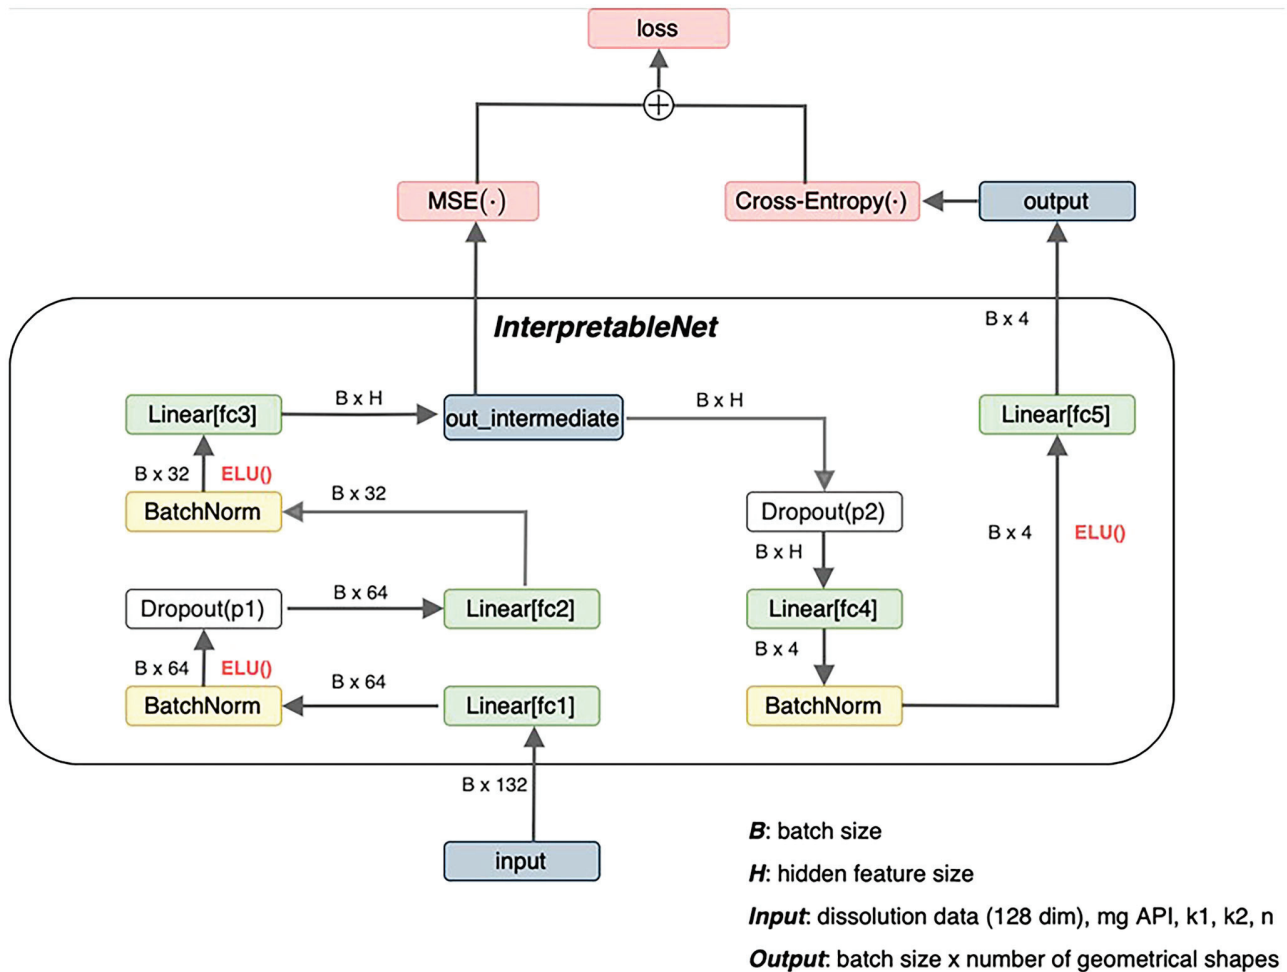 loss
MSE(·)
Cross-Entropy(·)
output
InterpretableNet
B x 4
Linear[fc3]
B x H
out_intermediate
B x H
Linear[fc5]
B x 32
ELU()
BatchNorm
B x 32
Dropout(p2)
B x 4
ELU()
B x H
Dropout(p1)
B x 64
Linear[fc2]
Linear[fc4]
B x 64
ELU()
B x 4
BatchNorm
B x 64
Linear[fc1]
BatchNorm
B x 132
input
B: batch size
H: hidden feature size
Input: dissolution data (128 dim), mg API, k1, k2, n
Output: batch size x number of geometrical shapes